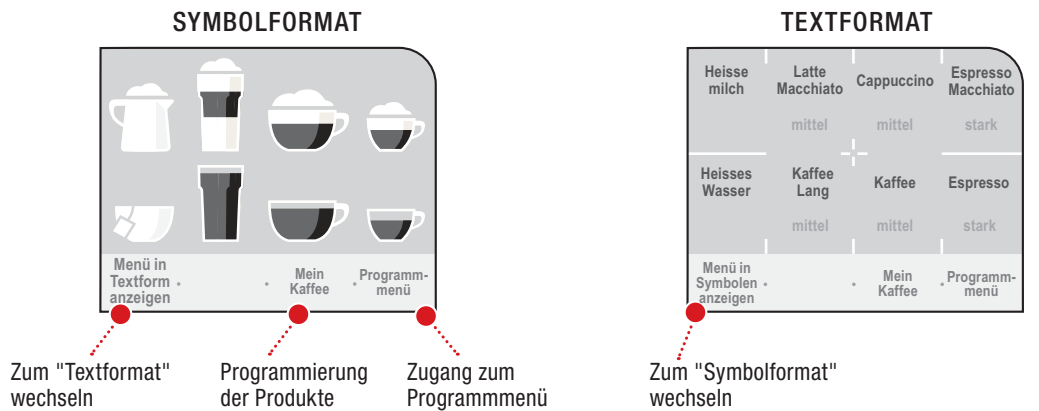 SYMBOLFORMAT
Menü in
Textform
anzeigen
Mein
Kaffee
Programm-
menü
Zum "Textformat"
wechseln
Programmierung
der Produkte
Zugang zum
Programmmenü
TEXTFORMAT
Heisse
milch
Latte
Macchiato
mittel
Cappuccino
mittel
Espresso
Macchiato
stark
Heisses
Wasser
Kaffee
Lang
mittel
Kaffee
mittel
Espresso
stark
Menü in
Symbolen
anzeigen
Mein
Kaffee
Programm-
menü
Zum "Symbolformat"
wechseln